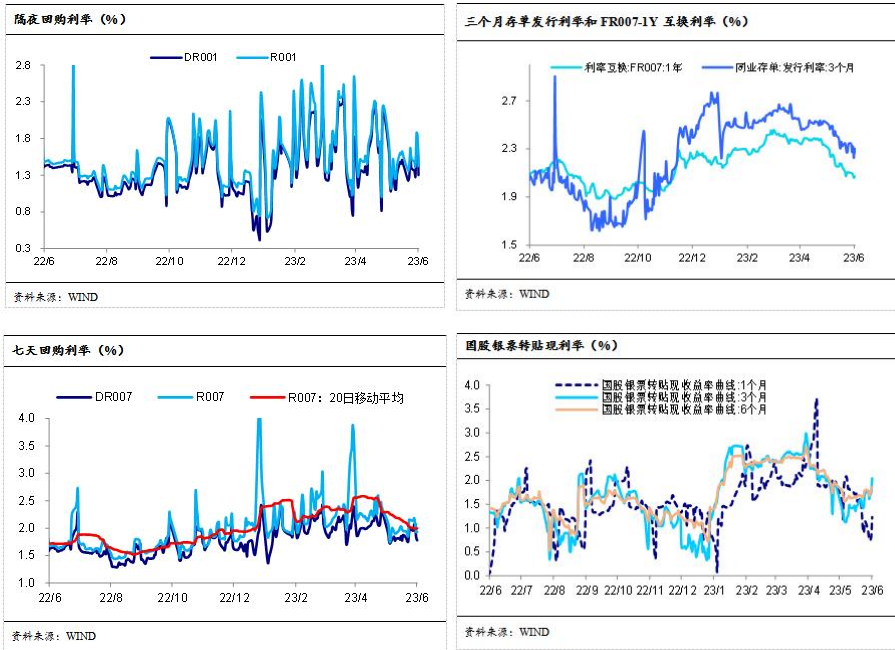 隔夜回购利率（%）
DR001 R001
2.8
2.3
1.8
1.3
0.8
0.3
22/6 22/8 22/10 22/12 23/2 23/4 23/6
资料来源：WIND
三个月存单发行利率和 FR007-1Y 互换利率（%）
利率互换:FR007:1年 同业存单:发行利率:3个月
2.7
2.3
1.9
1.5
22/6 22/8 22/10 22/12 23/2 23/4 23/6
资料来源：WIND
七天回购利率（%）
DR007 R007 R007：20日移动平均
4.0
3.5
3.0
2.5
2.0
1.5
1.0
22/6 22/8 22/10 22/12 23/2 23/4 23/6
资料来源：WIND
国股银票转贴现利率（%）
国股银票转贴现收益率曲线:1个月
国股银票转贴现收益率曲线:3个月
国股银票转贴现收益率曲线:6个月
4.0
3.5
3.0
2.5
2.0
1.5
1.0
0.5
0.0
22/6 22/7 22/8 22/9 22/10 22/11 22/12 23/1 23/2 23/3 23/4 23/5 23/6
资料来源：WIND